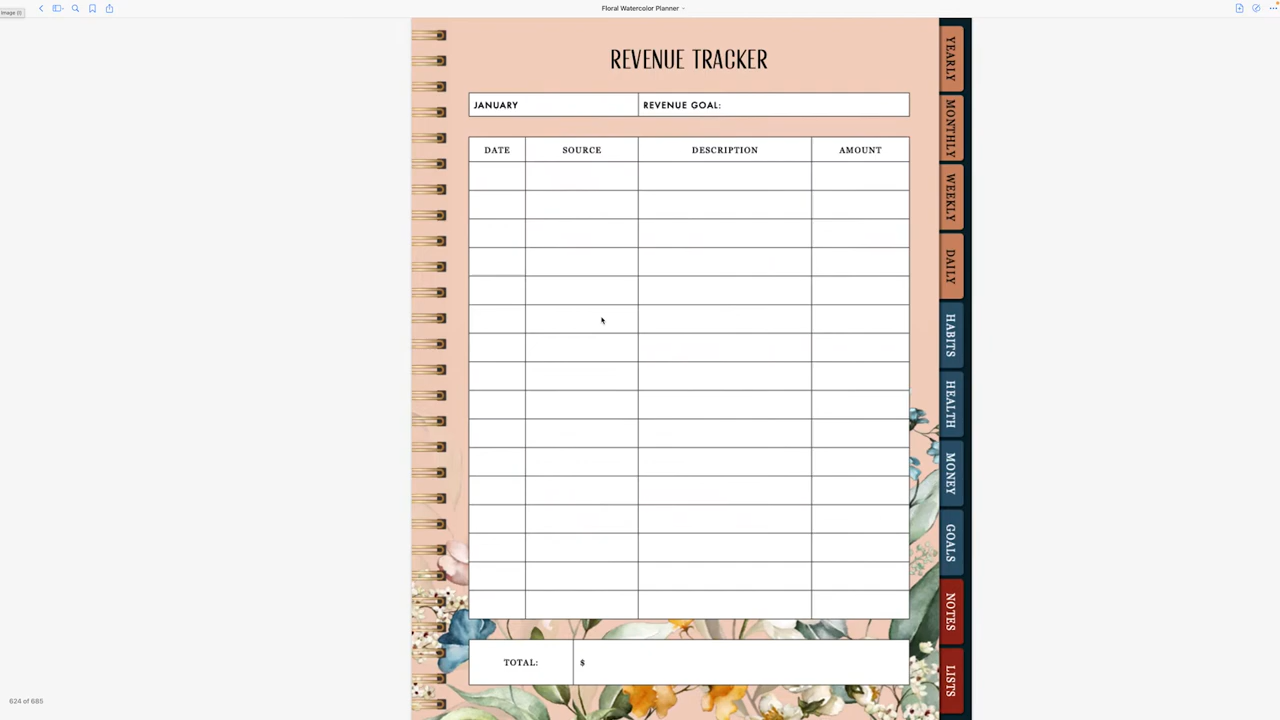 Image (I)
Floral Watercolor Planner
REVENUE TRACKER
JANUARY
REVENUE GOAL:
DATE SOURCE DESCRIPTION AMOUNT
TOTAL: $
YEARLY
MONTHLY
WEEKLY
DAILY
HABITS
HEALTH
MONEY
GOALS
NOTES
LISTS
624 of 685